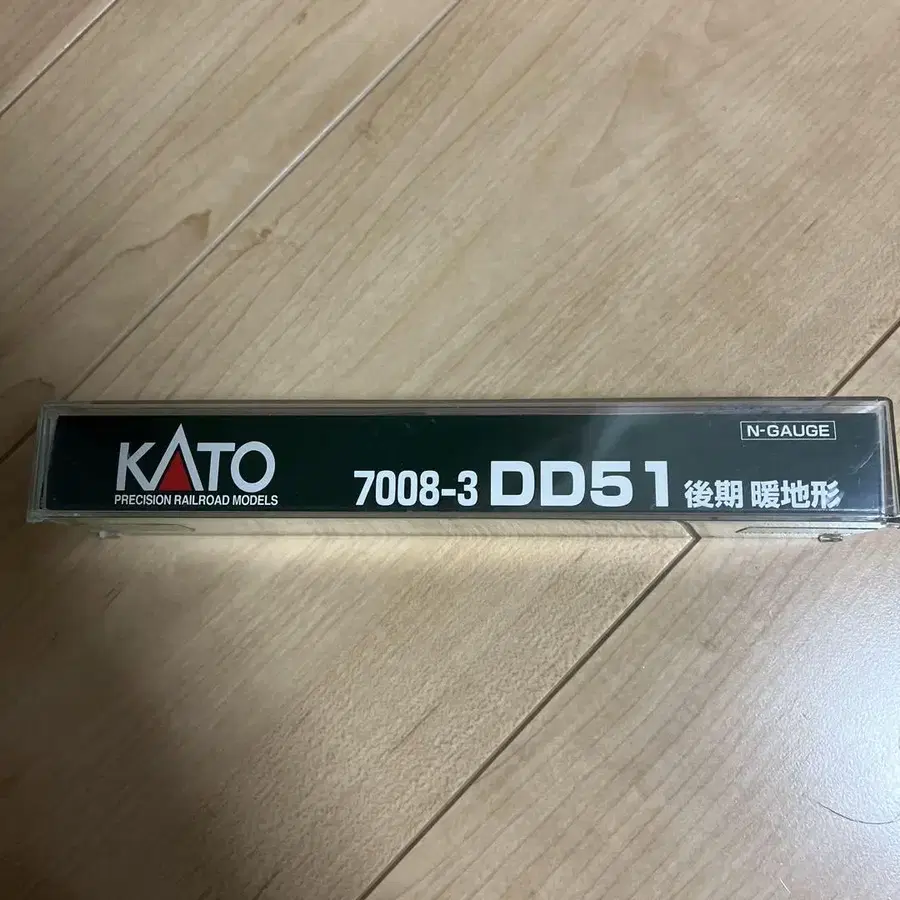 KATO
PRECISION RAILROAD MODELS
7008-3 DD51 後期 暖地形
N-GAUGE